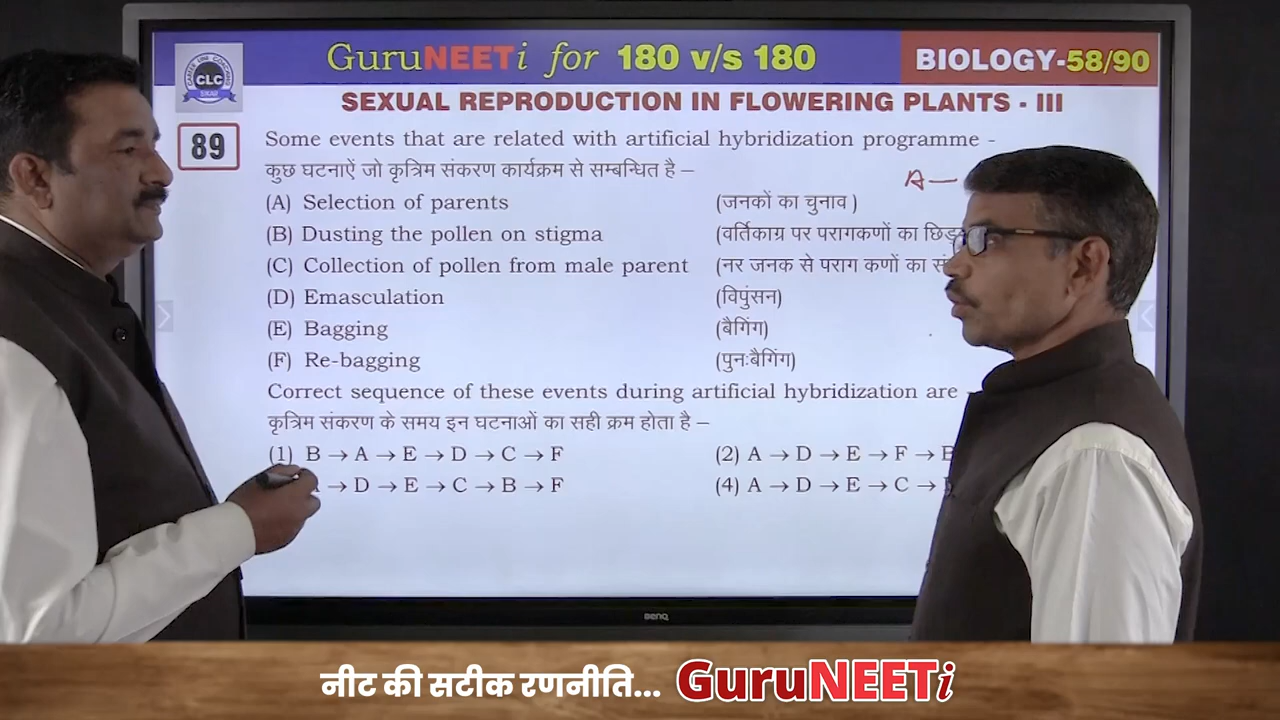 GuruNEETi for 180 v/s 180
BIOLOGY-58/90
CLC
SIKAR
SEXUAL REPRODUCTION IN FLOWERING PLANTS - III
89
Some events that are related with artificial hybridization programme -
कुछ घटनाऐं जो कृत्रिम संकरण कार्यक्रम से सम्बन्धित है –
A—
(A) Selection of parents (जनकों का चुनाव )
(B) Dusting the pollen on stigma (वर्तिकाग्र पर परागकणों का
(C) Collection of pollen from male parent (नर जनक से पराग कणों का
(D) Emasculation (विपुंसन)
(E) Bagging (बैगिंग)
(F) Re-bagging (पुनःबैगिंग)
Correct sequence of these events during artificial hybridization are -
कृत्रिम संकरण के समय इन घटनाओं का सही क्रम होता है –
(1) B → A → E → D → C → F (2) A → D → E → F →
→ D → E → C → B → F (4) A → D → E → C →
BenQ
नीट की सटीक रणनीति... GuruNEETi